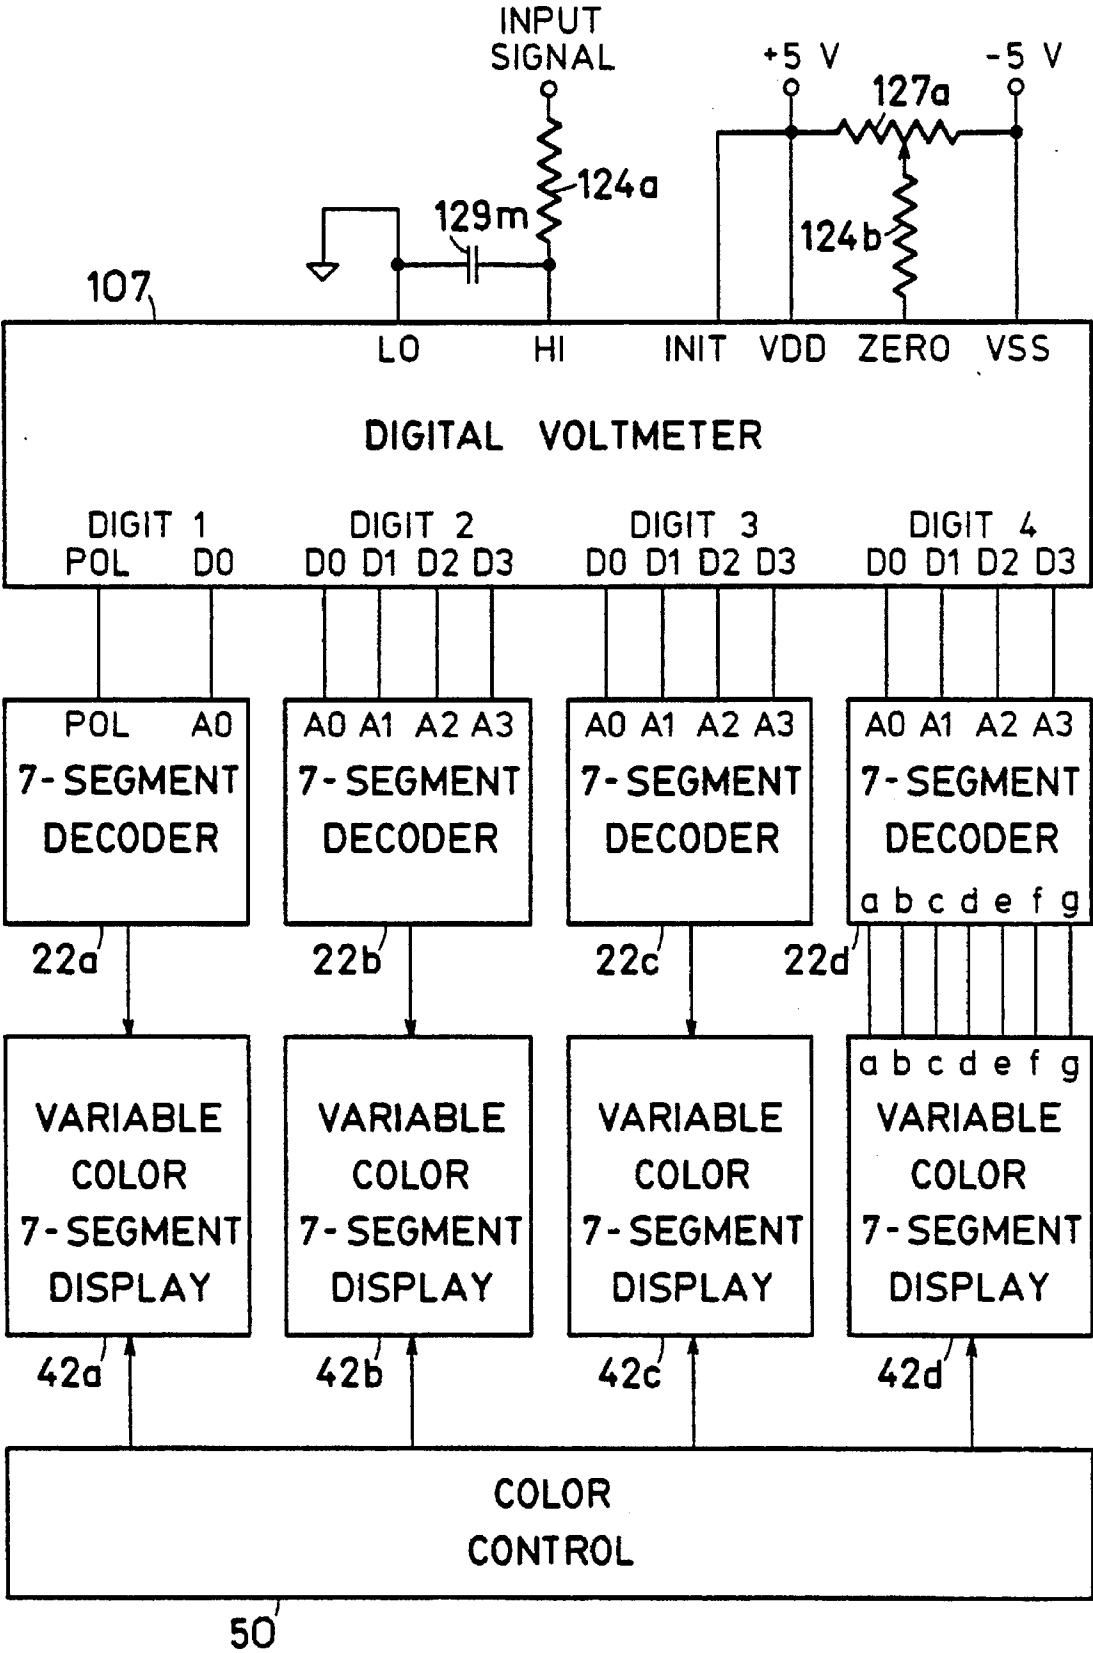 INPUT
SIGNAL
+5 V
-5 V
127a
124a
129m
124b
107
LO HI INIT VDD ZERO VSS
DIGITAL VOLTMETER
DIGIT 1 DIGIT 2 DIGIT 3 DIGIT 4
POL D0 D0 D1 D2 D3 D0 D1 D2 D3 D0 D1 D2 D3
POL A0 A0 A1 A2 A3 A0 A1 A2 A3 A0 A1 A2 A3
7-SEGMENT 7-SEGMENT 7-SEGMENT 7-SEGMENT
DECODER DECODER DECODER DECODER
a b c d e f g
22a 22b 22c 22d
a b c d e f g
VARIABLE VARIABLE VARIABLE VARIABLE
COLOR COLOR COLOR COLOR
7-SEGMENT 7-SEGMENT 7-SEGMENT 7-SEGMENT
DISPLAY DISPLAY DISPLAY DISPLAY
42a 42b 42c 42d
COLOR
CONTROL
50